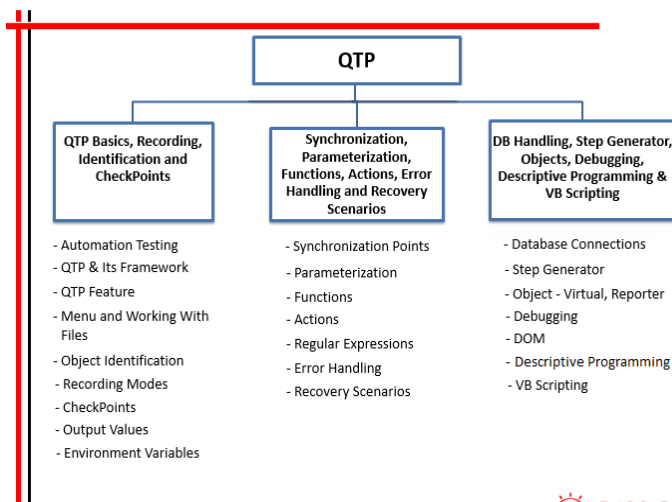 QTP
QTP Basics, Recording,
Identification and
CheckPoints
- Automation Testing
- QTP & Its Framework
- QTP Feature
- Menu and Working With
Files
- Object Identification
- Recording Modes
- CheckPoints
- Output Values
- Environment Variables
Synchronization,
Parameterization,
Functions, Actions, Error
Handling and Recovery
Scenarios
- Synchronization Points
- Parameterization
- Functions
- Actions
- Regular Expressions
- Error Handling
- Recovery Scenarios
DB Handling, Step Generator,
Objects, Debugging,
Descriptive Programming &
VB Scripting
- Database Connections
- Step Generator
- Object - Virtual, Reporter
- Debugging
- DOM
- Descriptive Programming
- VB Scripting